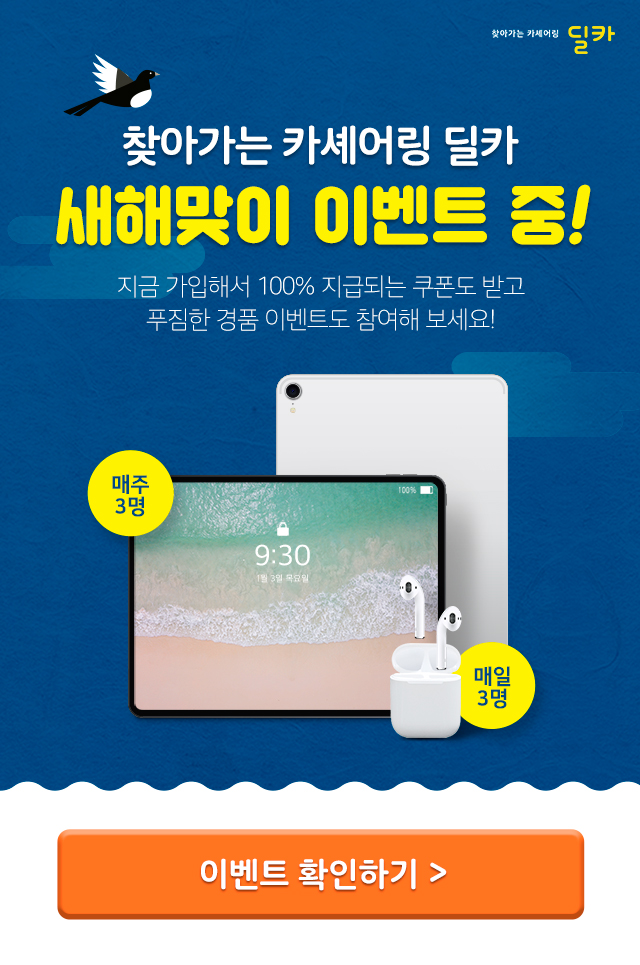 찾아가는 카셰어링 딜카
찾아가는 카셰어링 딜카
새해맞이 이벤트 중!
지금 가입해서 100% 지급되는 쿠폰도 받고
푸짐한 경품 이벤트도 참여해 보세요!
매주
3명
100%
9:30
1월 3일 목요일
매일
3명
이벤트 확인하기 >